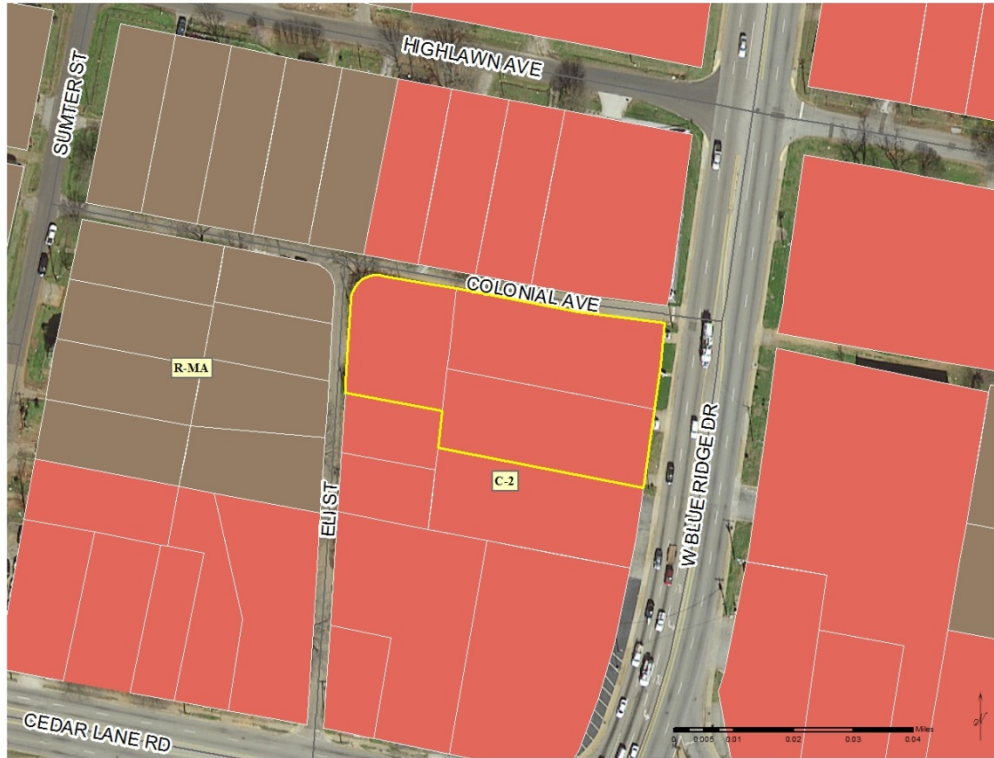 HIGHLAWN AVE
SUMTER ST
COLONIAL AVE
R-MA
C-2
ELI ST
W BLUE RIDGE DR
CEDAR LANE RD
Miles
0 0.005 0.01 0.02 0.03 0.04
N